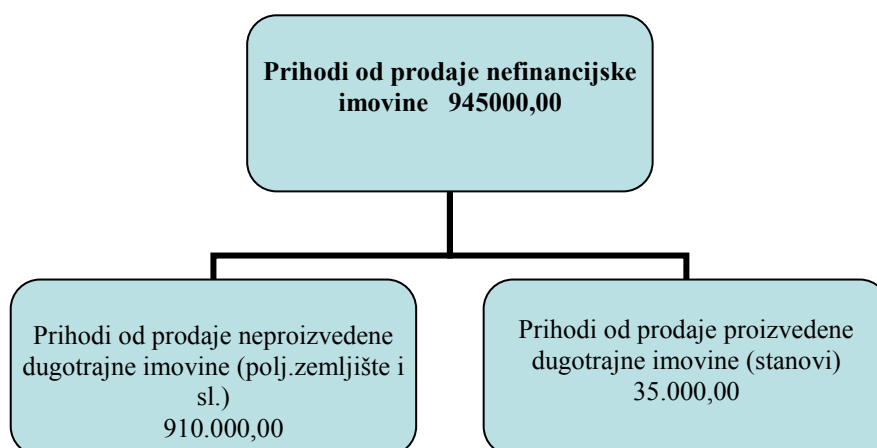 Prihodi od prodaje nefinancijske
imovine   945000,00
Prihodi od prodaje neproizvedene
dugotrajne imovine (polj.zemljište i
sl.)
910.000,00
Prihodi od prodaje proizvedene
dugotrajne imovine (stanovi)
35.000,00